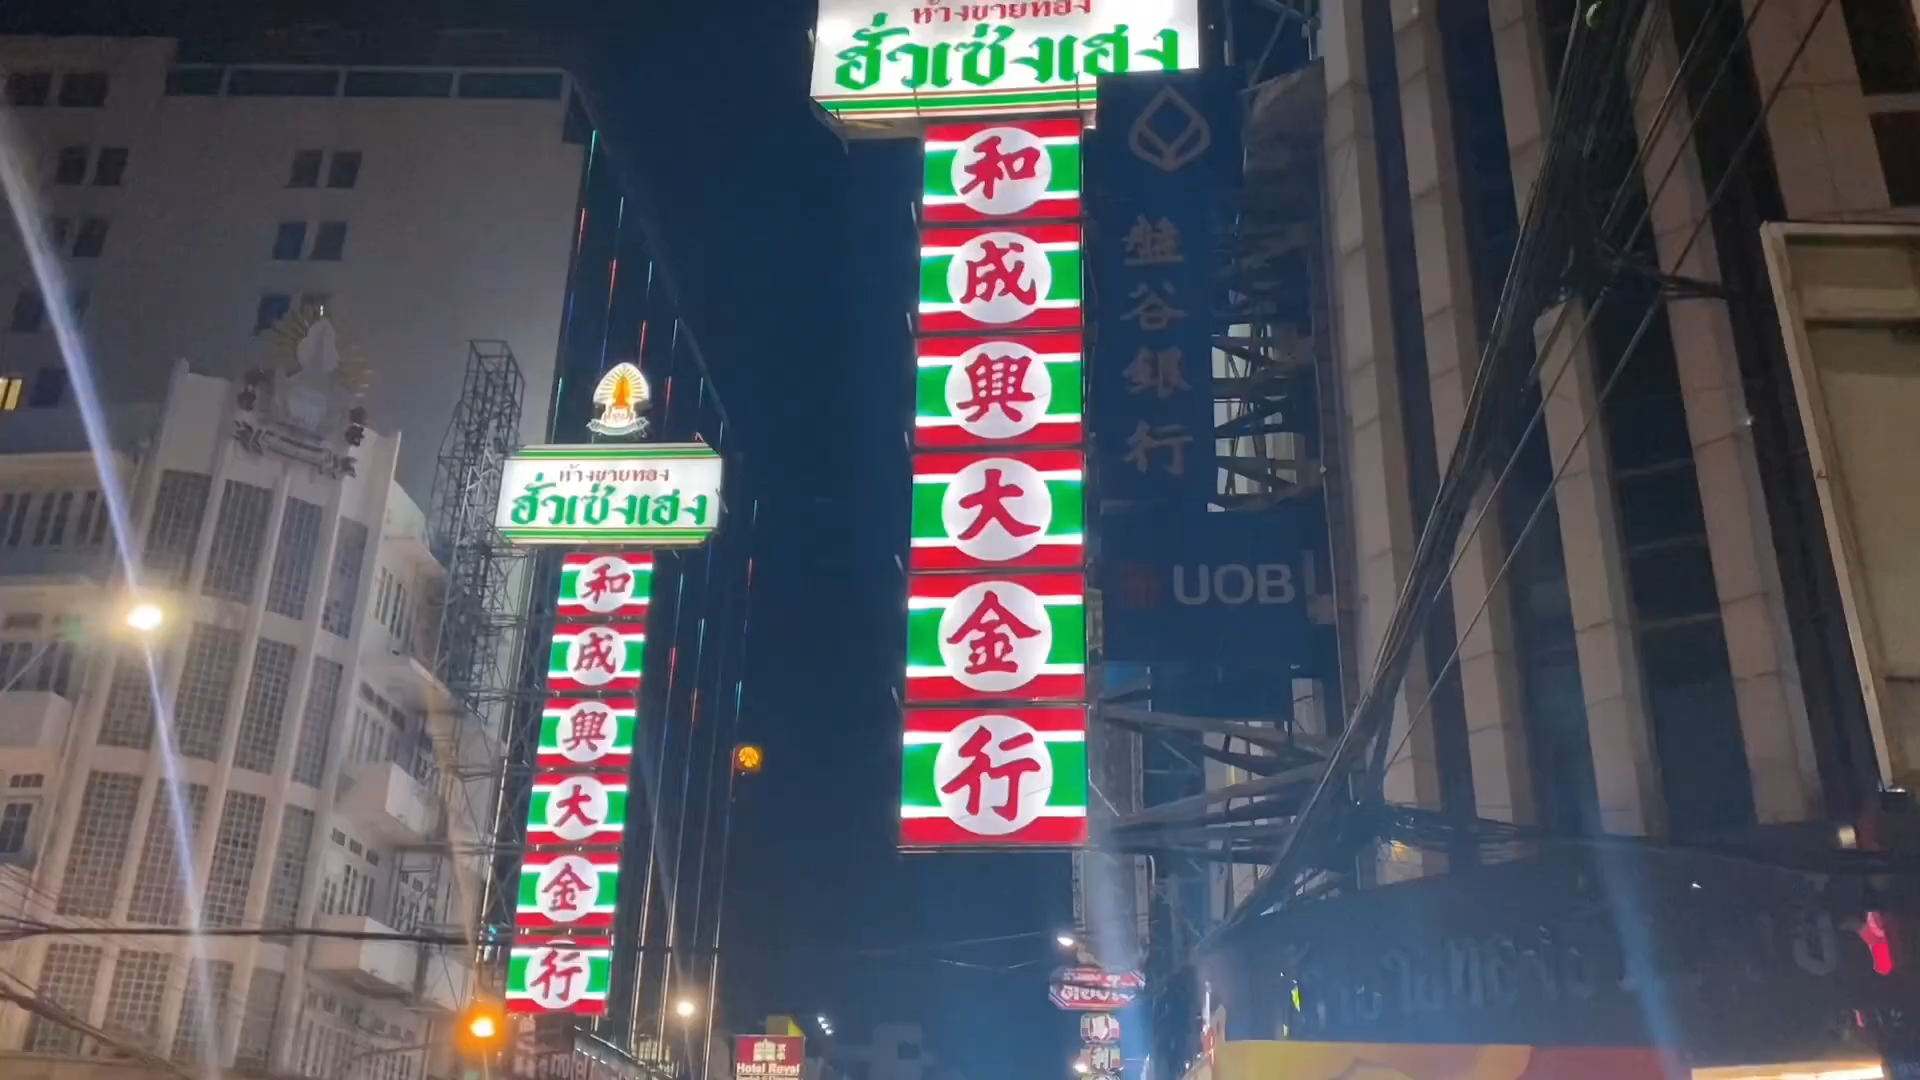 ห้างขายทอง
ฮั่วเซ่งเฮง
和
成
興
大
金
行
盤谷銀行
UOB
ห้างขายทอง
ฮั่วเซ่งเฮง
和
成
興
大
金
行
Hotel Royal